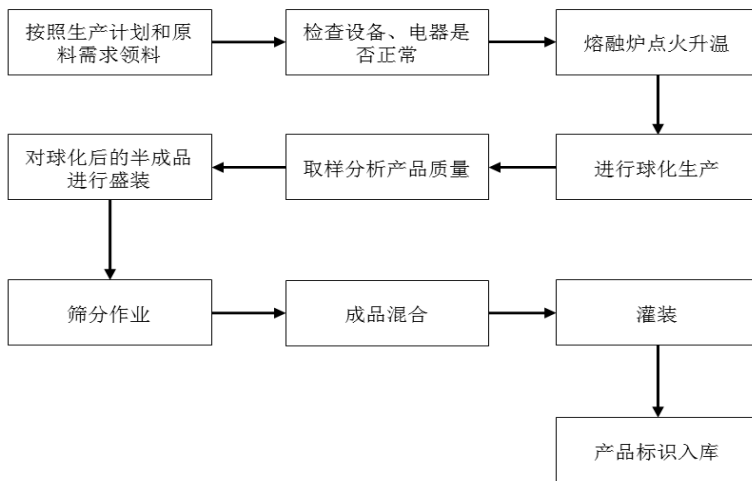 按照生产计划和原
料需求领料
检查设备、电器是
否正常
熔融炉点火升温
进行球化生产
取样分析产品质量
对球化后的半成品
进行盛装
筛分作业
成品混合
灌装
产品标识入库